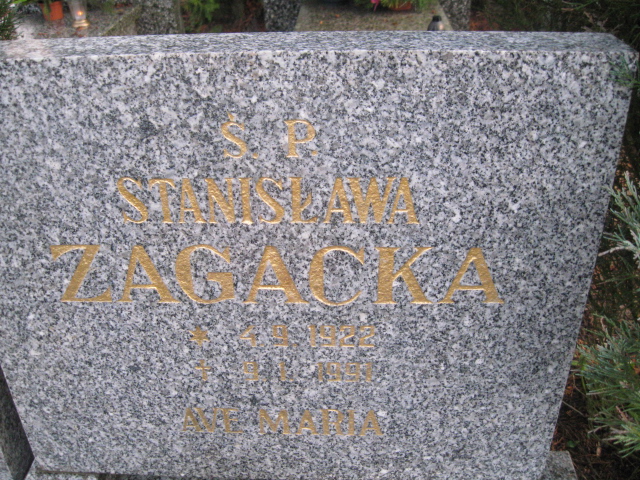 Ś. P.
STANISŁAWA
ZAGACKA
* 4.9.1922
† 9.1.1991
AVE MARIA